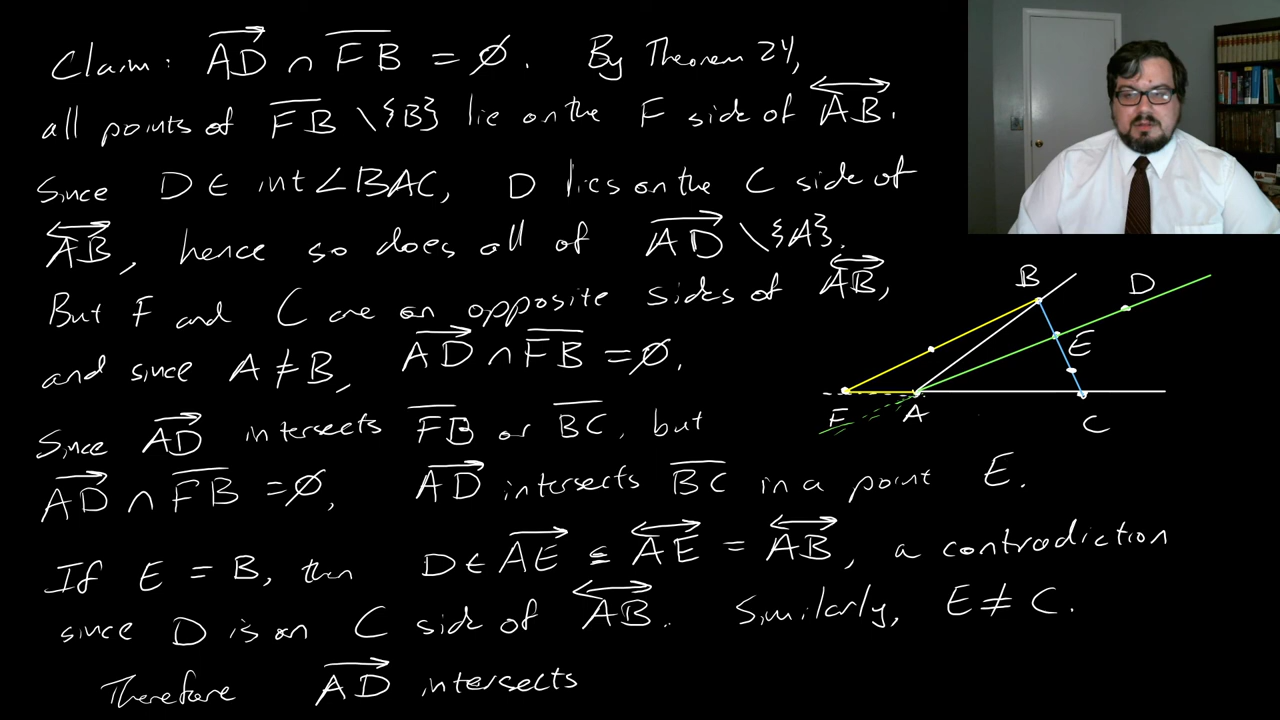 Claim: →AD ∩ FB = ∅. By Theorem 24,
all points of FB \{B} lie on the F side of AB.
Since D ∈ int∠BAC, D lies on the C side of
AB, hence so does all of AD \{A}.
But F and C are on opposite sides of AB,
and since A ≠ B, AD ∩ FB = ∅.
Since AD intersects FB or BC, but
AD ∩ FB = ∅, AD intersects BC in a point E.
If E = B, then D ∈ AE ⊆ AE = AB, a contradiction
since D is on C side of AB. Similarly, E ≠ C.
Therefore AD intersects
B
D
E
F
A
C